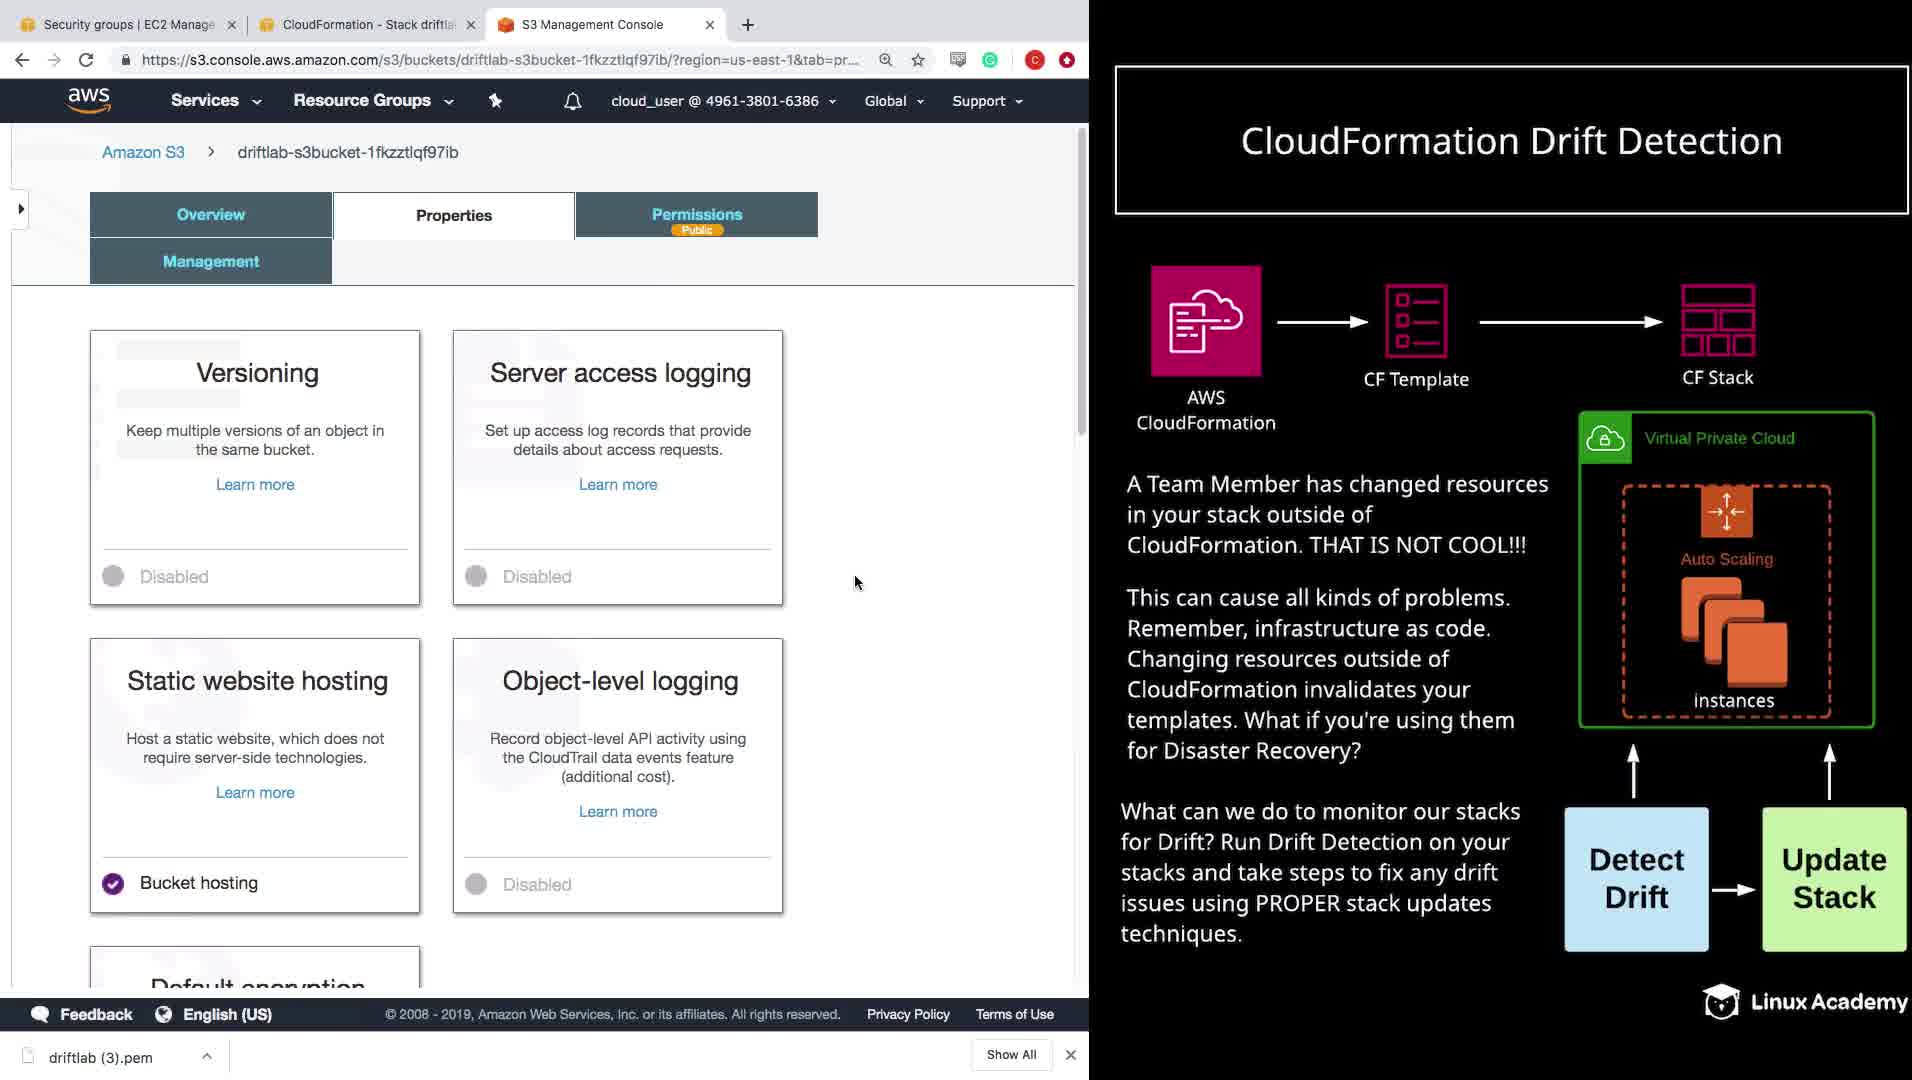 Security groups | EC2 Manage
CloudFormation - Stack driftla
S3 Management Console
https://s3.console.aws.amazon.com/s3/buckets/driftlab-s3bucket-1fkzztlqf97ib/?region=us-east-1&tab=pr...
aws
Services
Resource Groups
cloud_user @ 4961-3801-6386
Global
Support
Amazon S3 > driftlab-s3bucket-1fkzztlqf97ib
Overview
Properties
Permissions
Public
Management
Versioning
Keep multiple versions of an object in
the same bucket.
Learn more
Disabled
Server access logging
Set up access log records that provide
details about access requests.
Learn more
Disabled
Static website hosting
Host a static website, which does not
require server-side technologies.
Learn more
Bucket hosting
Object-level logging
Record object-level API activity using
the CloudTrail data events feature
(additional cost).
Learn more
Disabled
Default encryption
Feedback
English (US)
© 2008 - 2019, Amazon Web Services, Inc. or its affiliates. All rights reserved.
Privacy Policy
Terms of Use
driftlab (3).pem
Show All
CloudFormation Drift Detection
AWS
CloudFormation
CF Template
CF Stack
Virtual Private Cloud
Auto Scaling
instances
A Team Member has changed resources
in your stack outside of
CloudFormation. THAT IS NOT COOL!!!
This can cause all kinds of problems.
Remember, infrastructure as code.
Changing resources outside of
CloudFormation invalidates your
templates. What if you're using them
for Disaster Recovery?
What can we do to monitor our stacks
for Drift? Run Drift Detection on your
stacks and take steps to fix any drift
issues using PROPER stack updates
techniques.
Detect
Drift
Update
Stack
Linux Academy